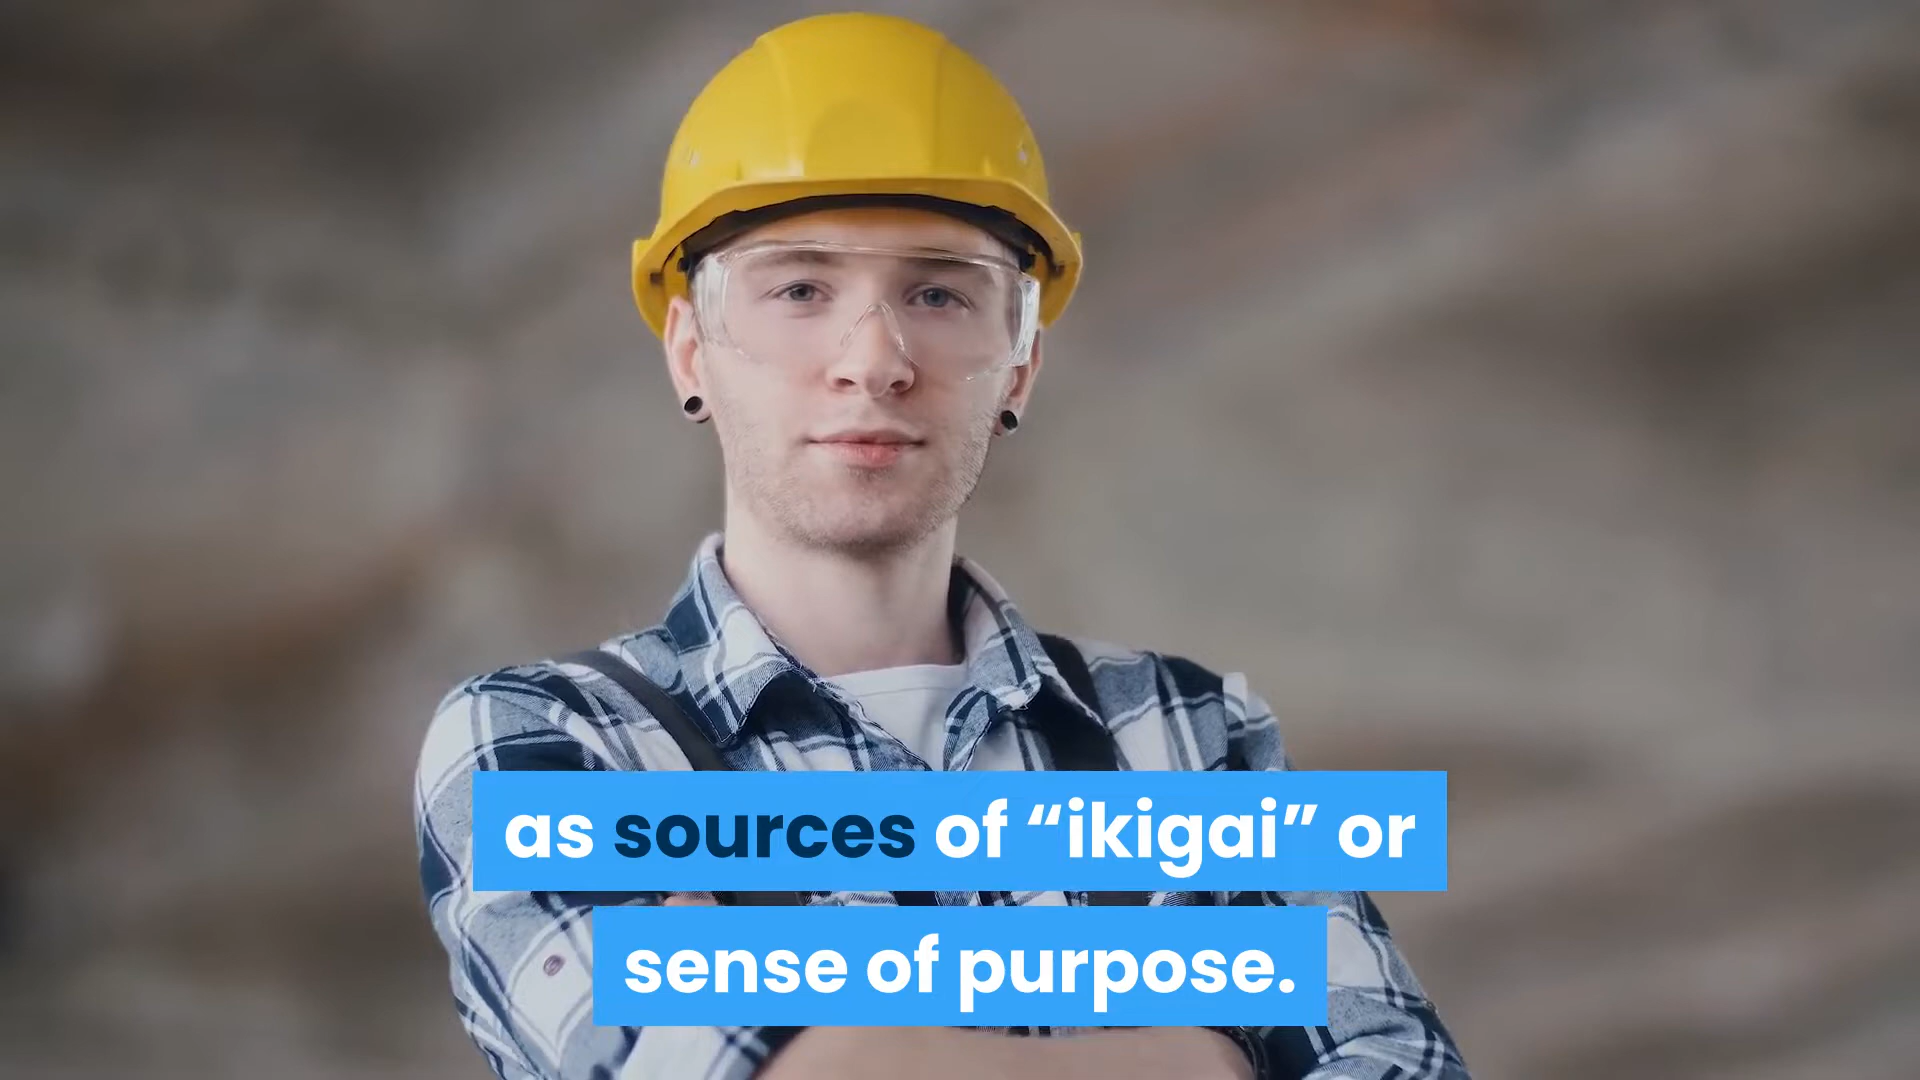 as sources of “ikigai” or
sense of purpose.